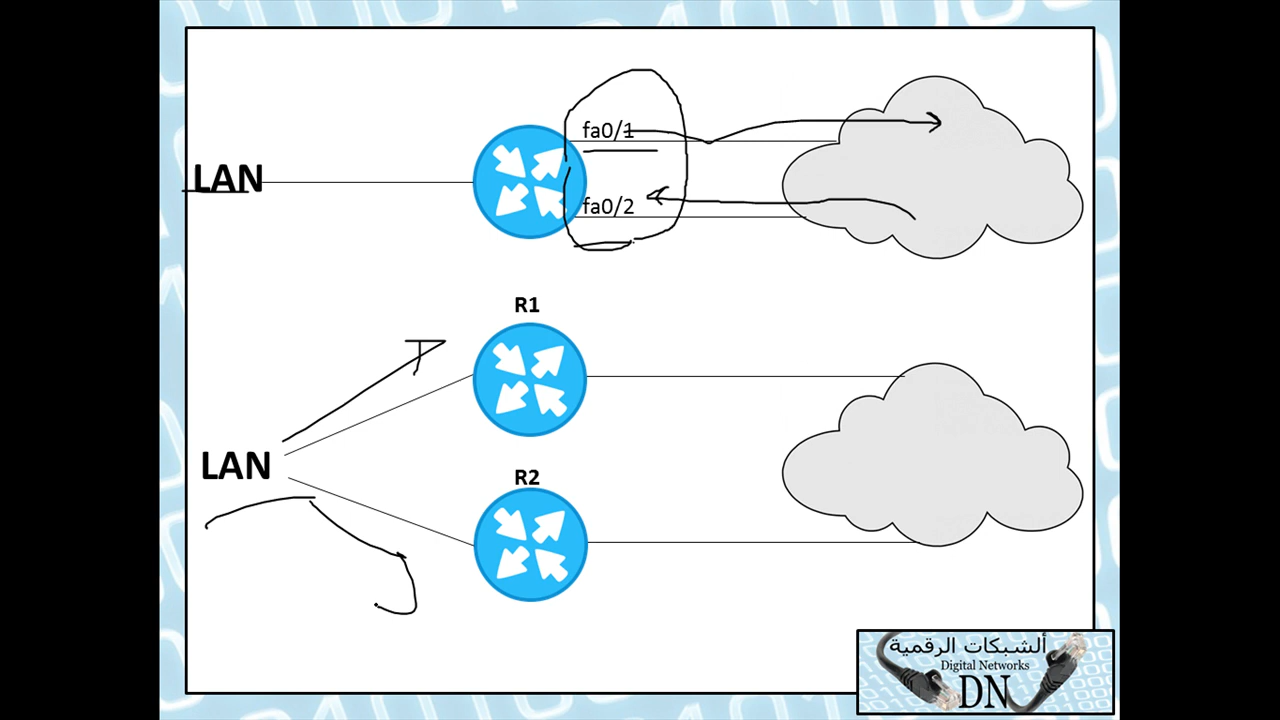 fa0/1
LAN
fa0/2
R1
LAN
R2
ألشبكات الرقمية
Digital Networks
DN